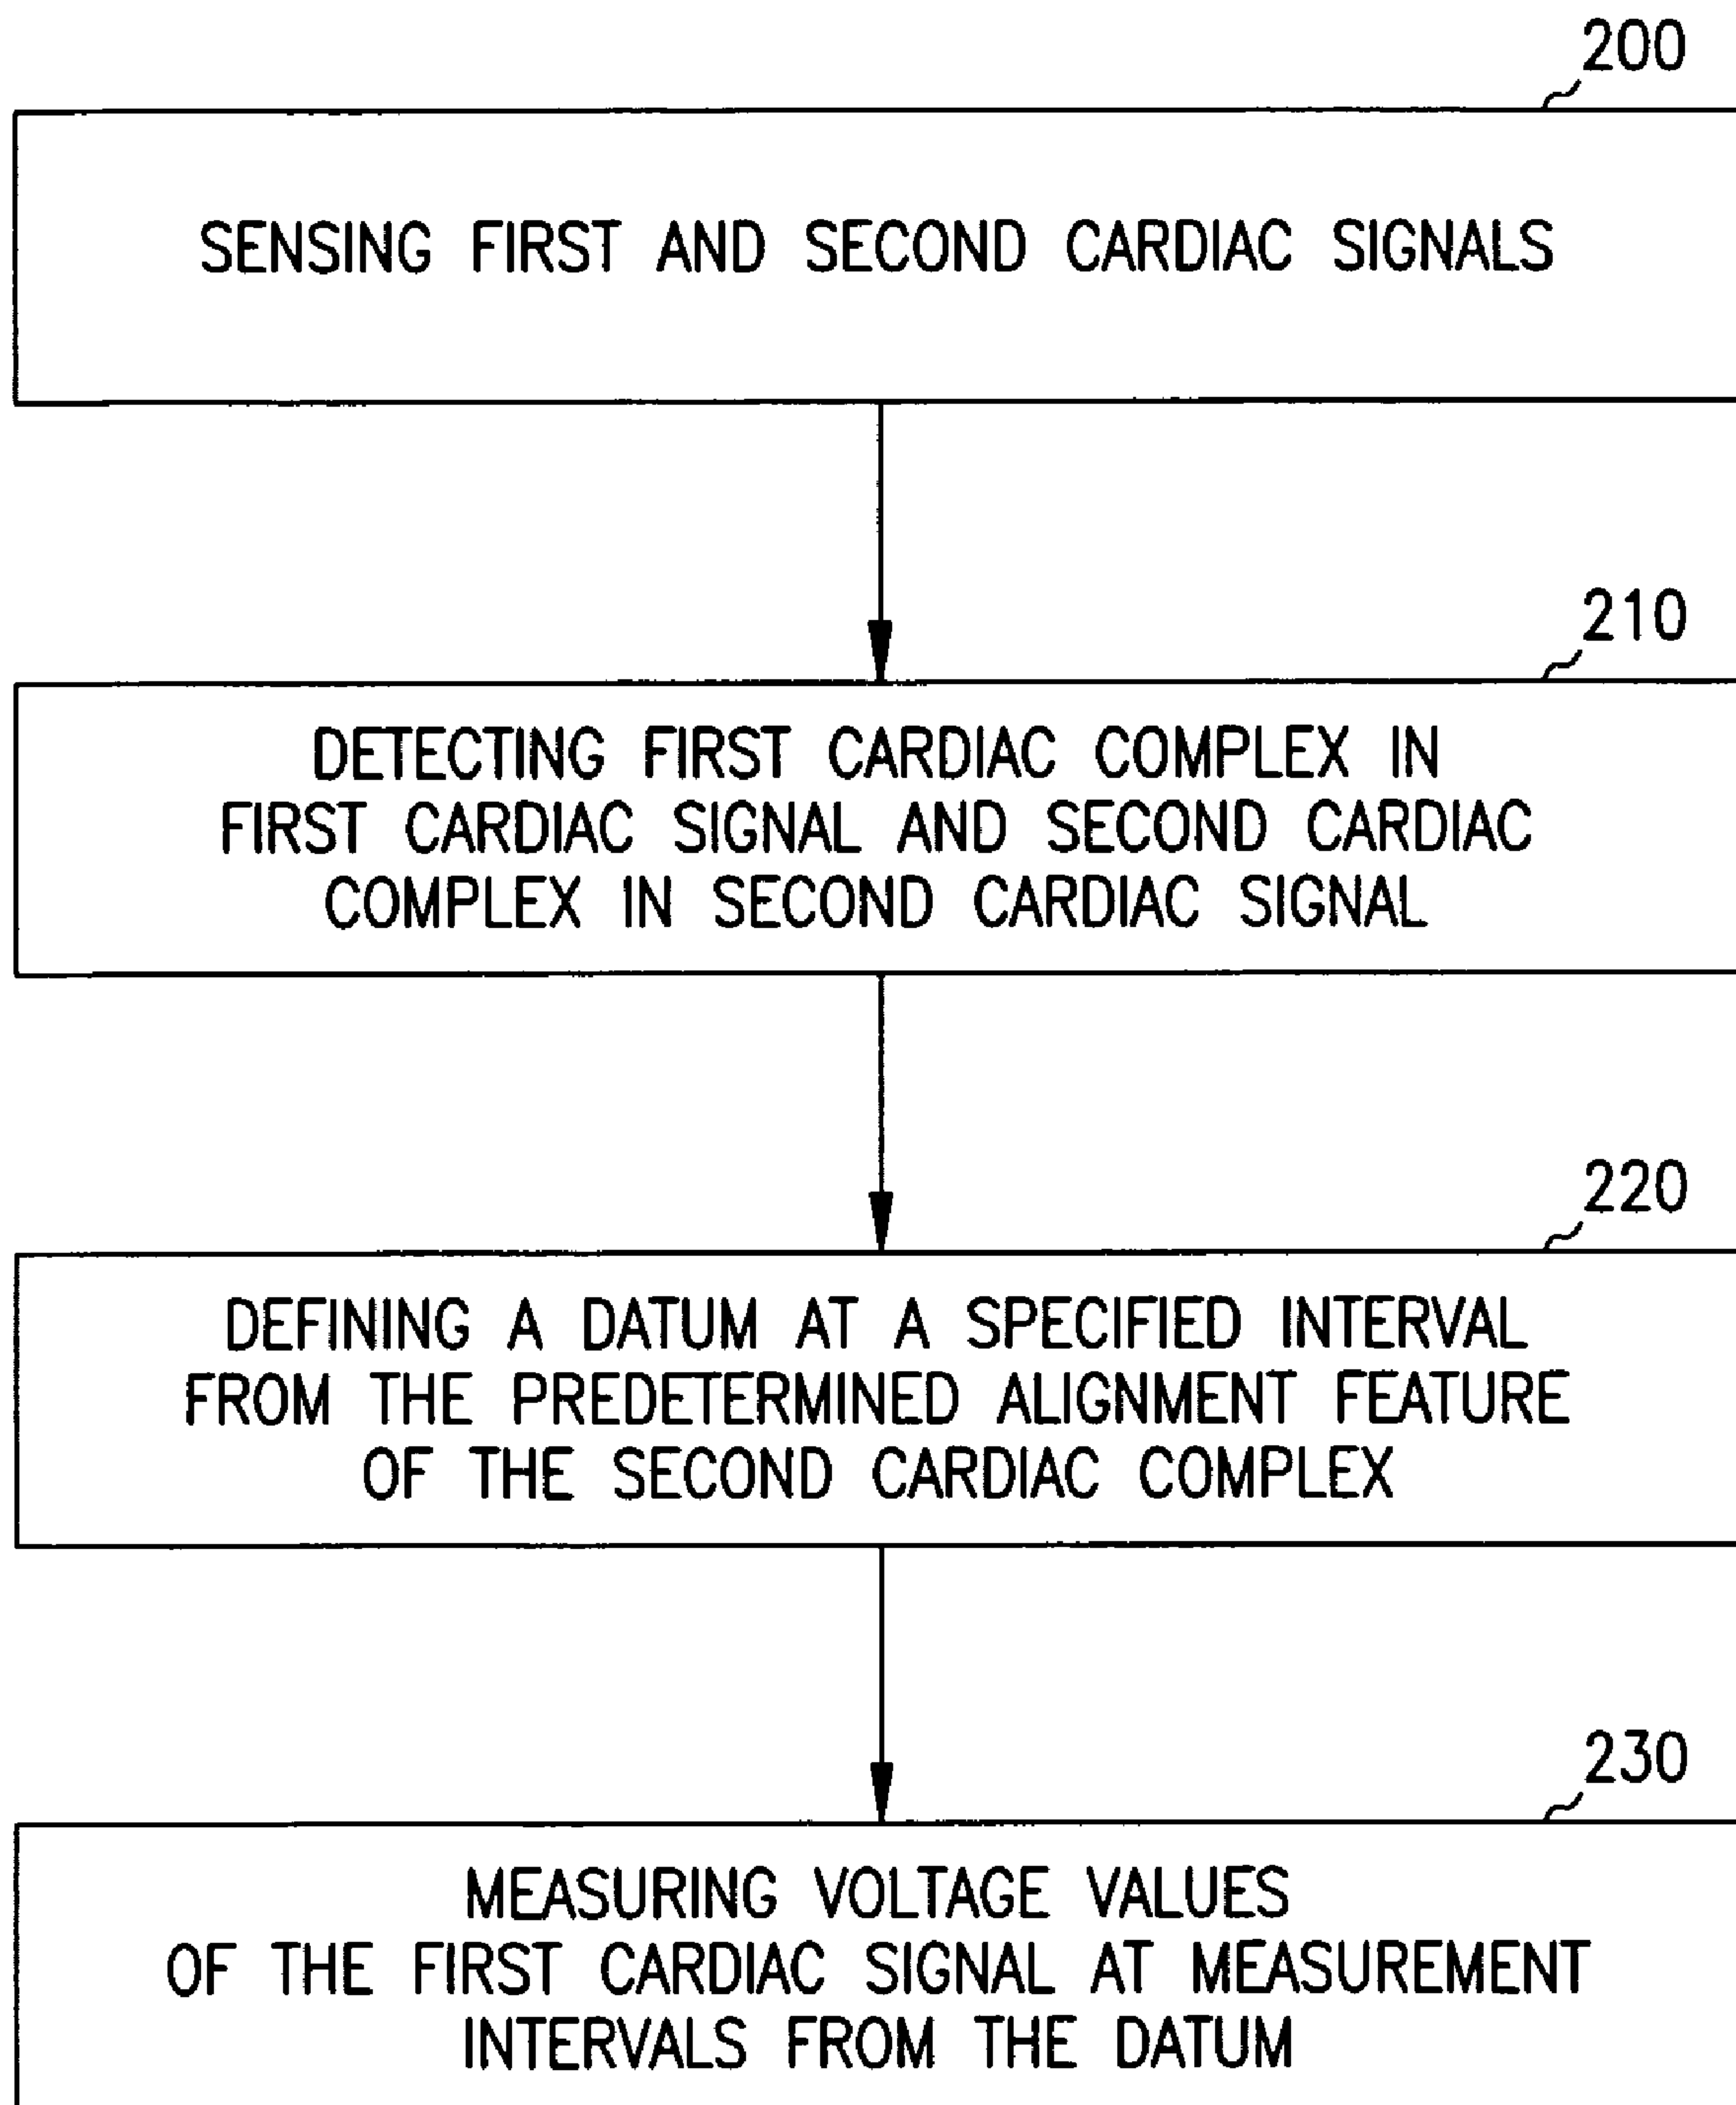 200
SENSING FIRST AND SECOND CARDIAC SIGNALS
210
DETECTING FIRST CARDIAC COMPLEX IN
FIRST CARDIAC SIGNAL AND SECOND CARDIAC
COMPLEX IN SECOND CARDIAC SIGNAL
220
DEFINING A DATUM AT A SPECIFIED INTERVAL
FROM THE PREDETERMINED ALIGNMENT FEATURE
OF THE SECOND CARDIAC COMPLEX
230
MEASURING VOLTAGE VALUES
OF THE FIRST CARDIAC SIGNAL AT MEASUREMENT
INTERVALS FROM THE DATUM